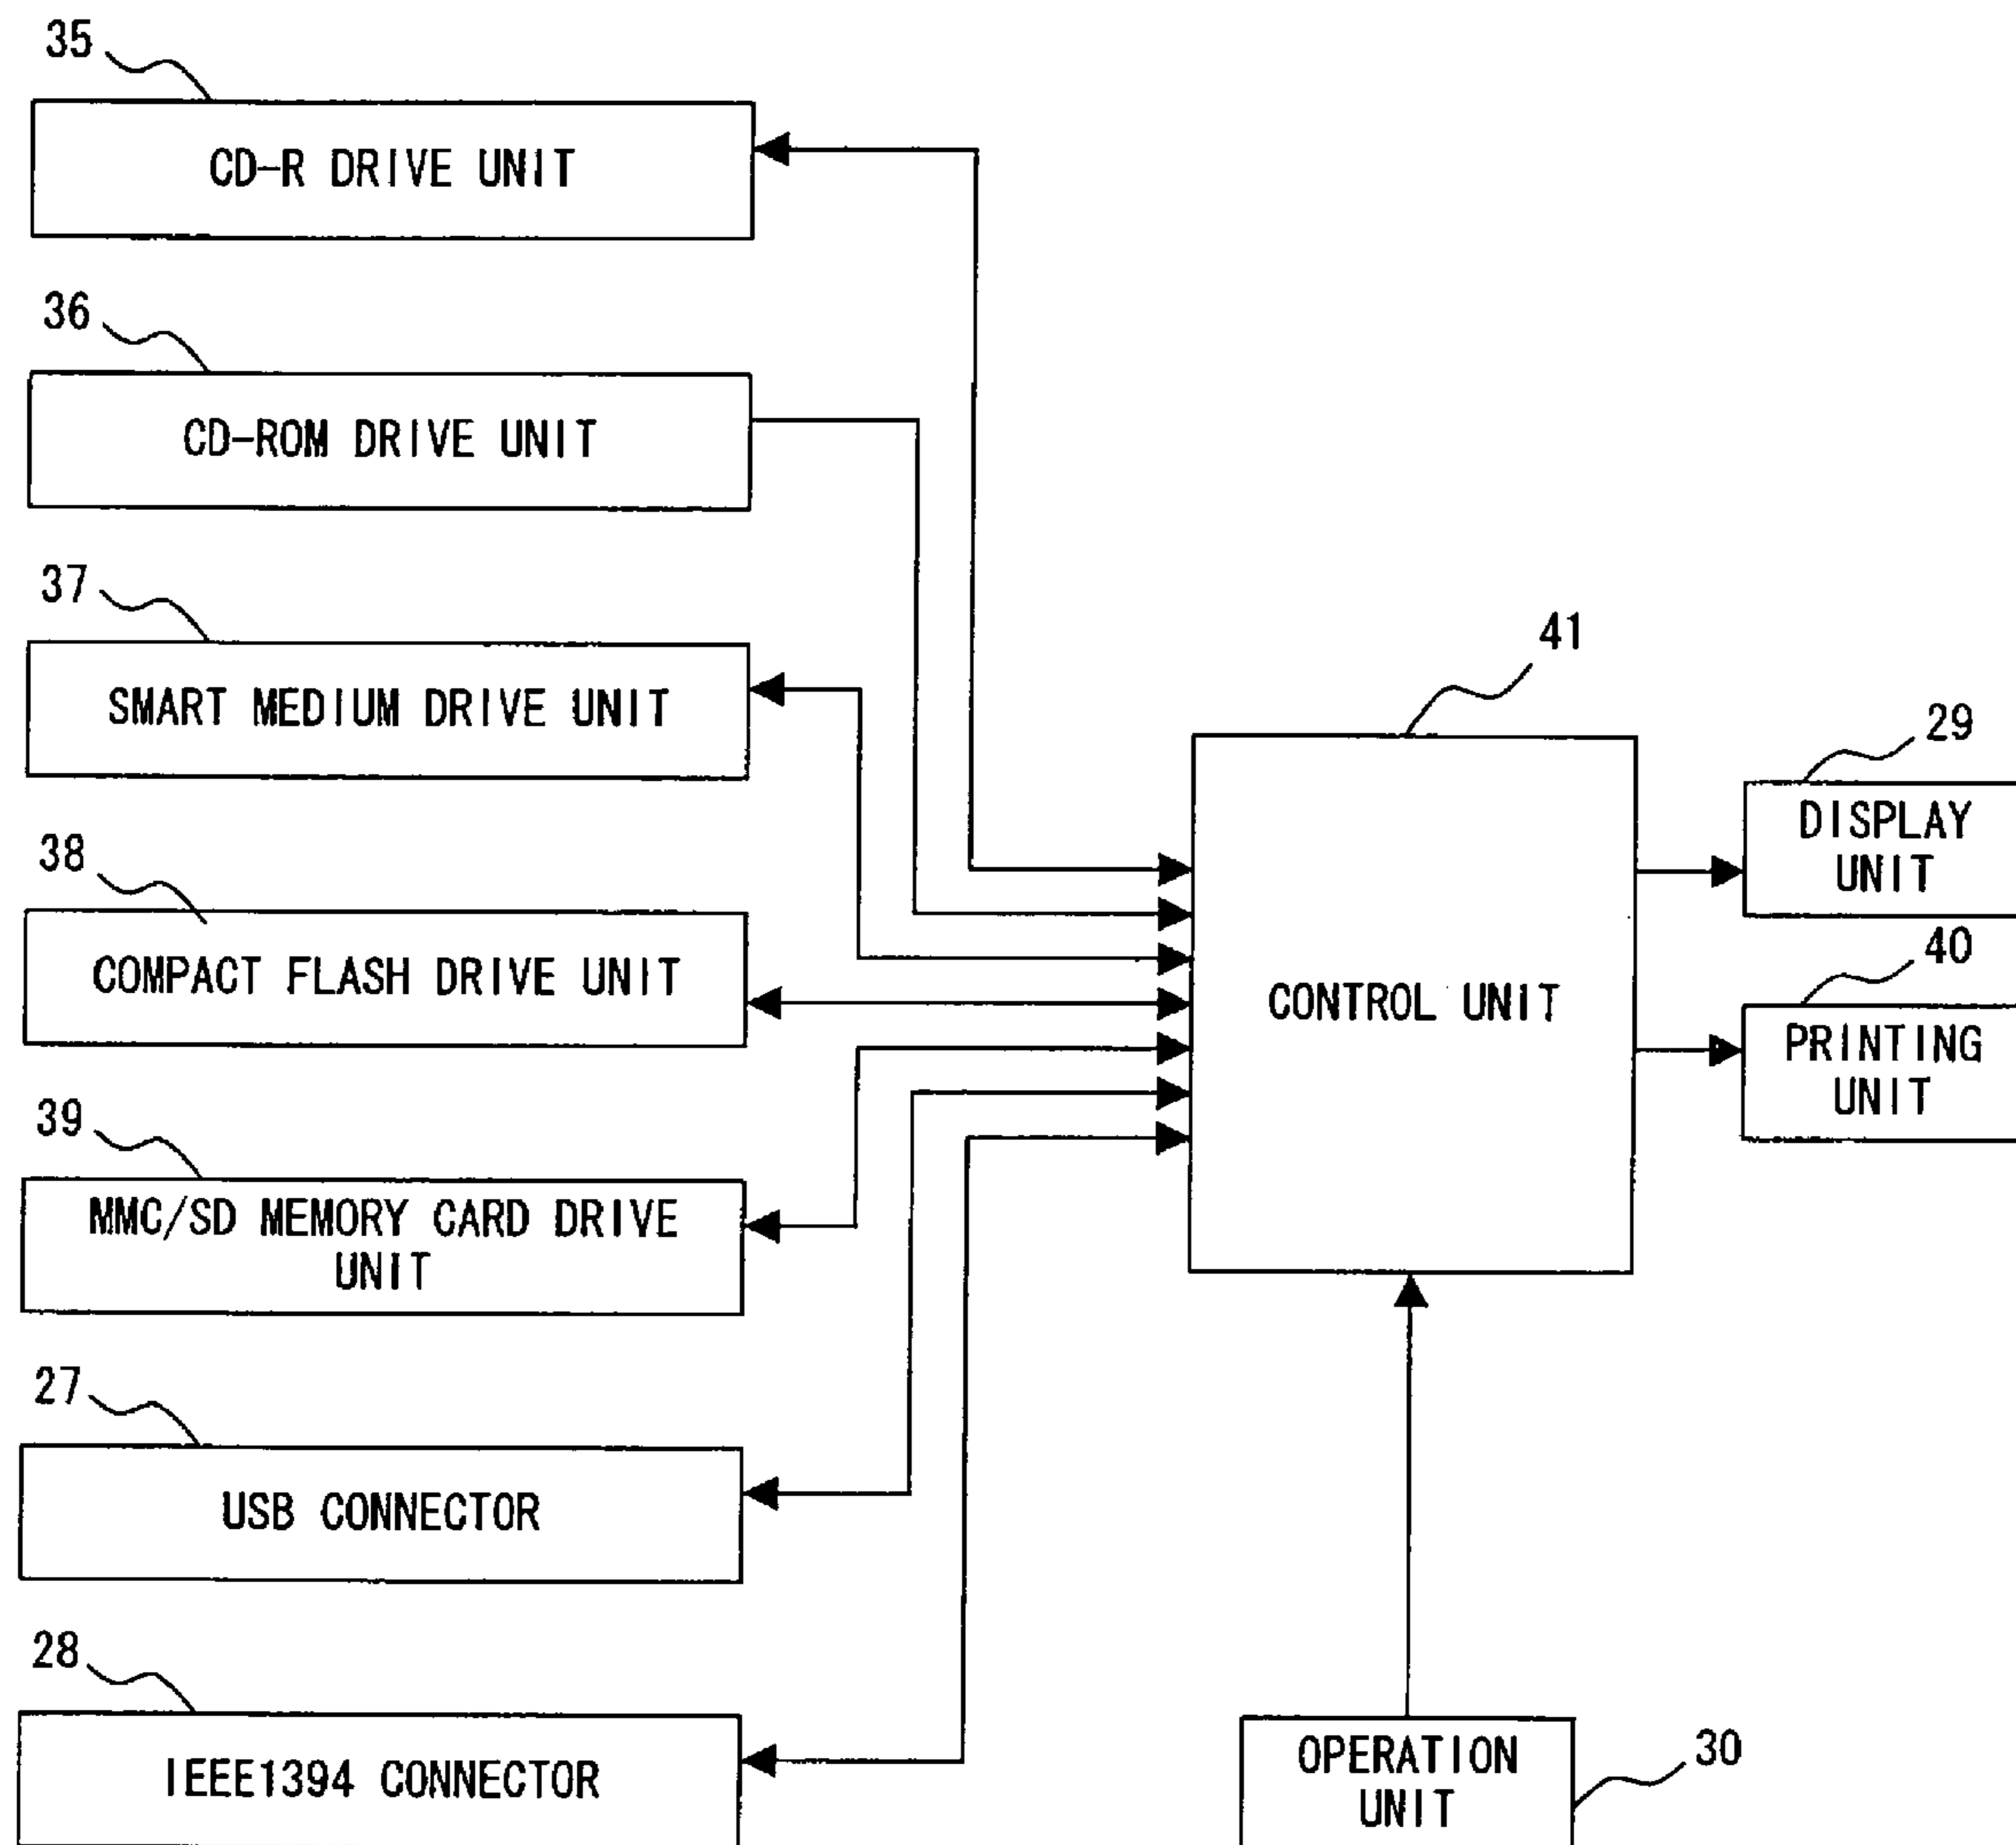 35
CD-R DRIVE UNIT
36
CD-ROM DRIVE UNIT
37
SMART MEDIUM DRIVE UNIT
38
COMPACT FLASH DRIVE UNIT
39
MMC/SD MEMORY CARD DRIVE
UNIT
27
USB CONNECTOR
28
IEEE1394 CONNECTOR
41
CONTROL UNIT
29
DISPLAY
UNIT
40
PRINTING
UNIT
OPERATION
UNIT
30